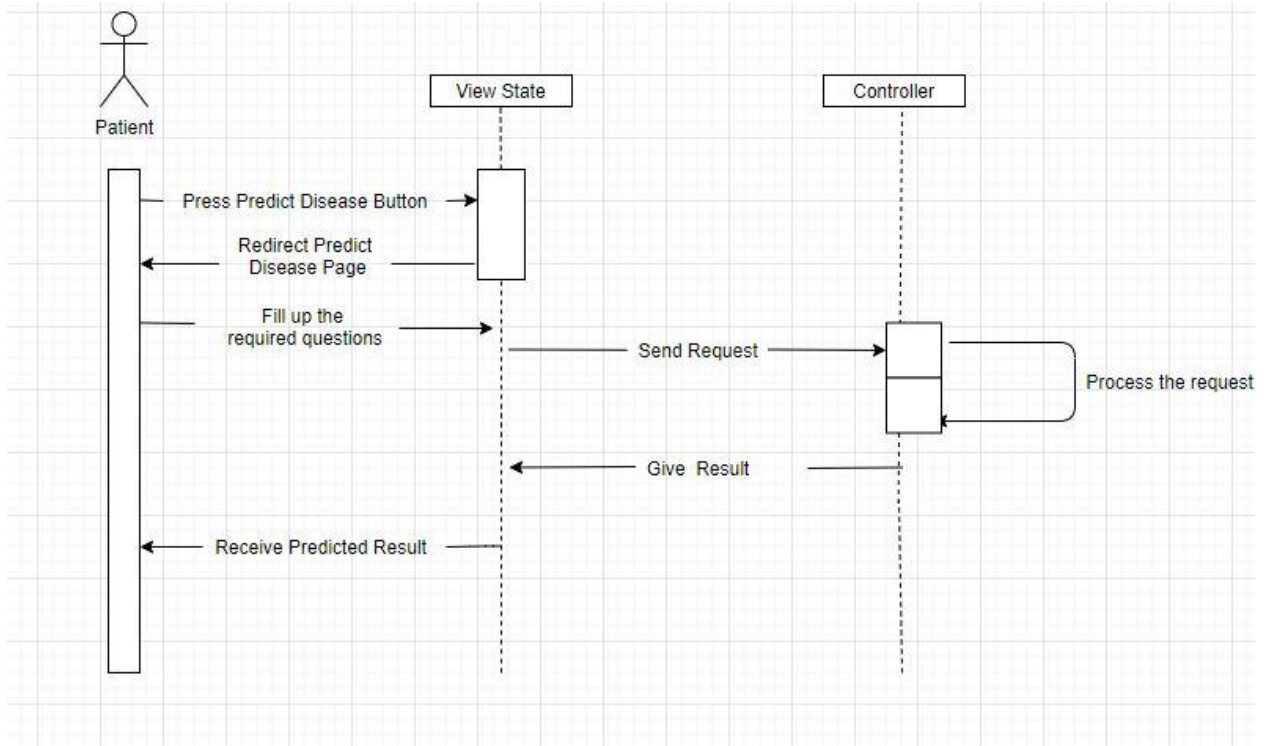 Patient
View State
Controller
Press Predict Disease Button
Redirect Predict
Disease Page
Fill up the
required questions
Send Request
Process the request
Give Result
Receive Predicted Result